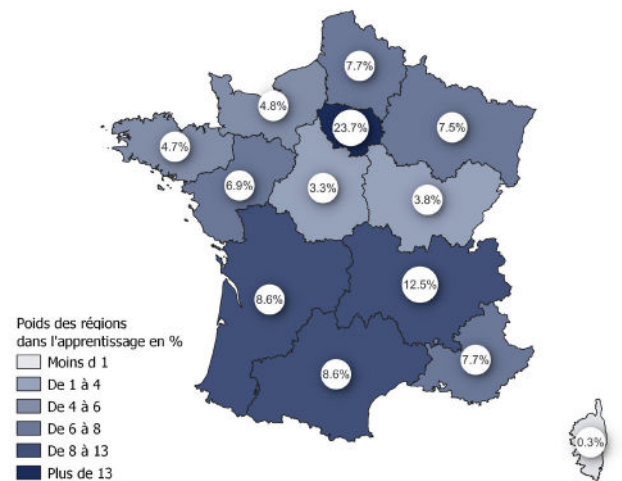 7.7%
4.8%
23.7%
7.5%
4.7%
6.9%
3.3%
3.8%
12.5%
8.6%
7.7%
8.6%
0.3%
Poids des régions
dans l'apprentissage en %
Moins d 1
De 1 à 4
De 4 à 6
De 6 à 8
De 8 à 13
Plus de 13